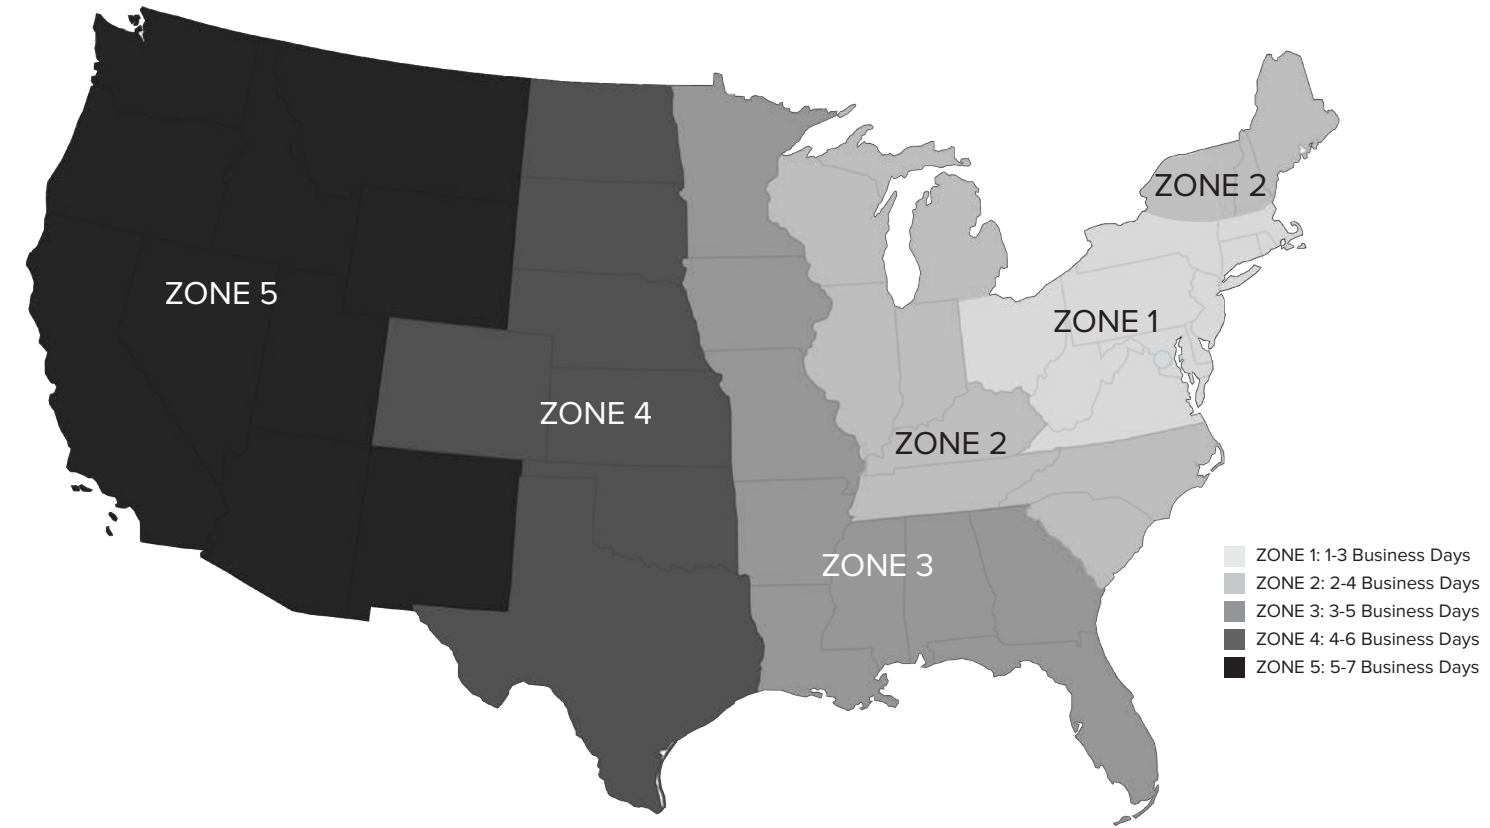 ZONE 2
ZONE 5
ZONE 1
ZONE 4
ZONE 2
ZONE 3
ZONE 1: 1-3 Business Days
ZONE 2: 2-4 Business Days
ZONE 3: 3-5 Business Days
ZONE 4: 4-6 Business Days
ZONE 5: 5-7 Business Days